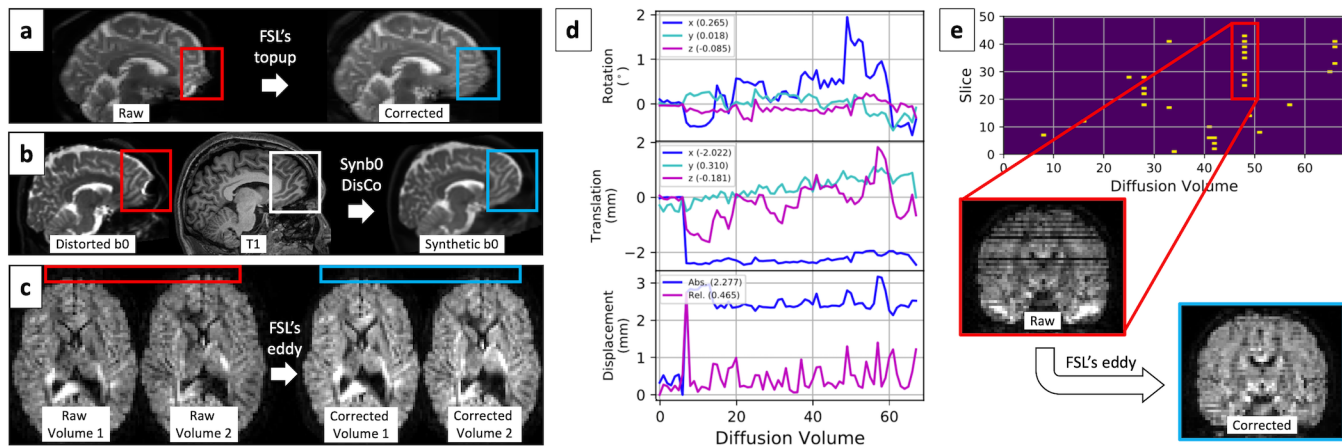 a
FSL's
topup
Raw
Corrected
b
Synb0
DisCo
Distorted b0
T1
Synthetic b0
c
FSL's
eddy
Raw
Volume 1
Raw
Volume 2
Corrected
Volume 1
Corrected
Volume 2
d
Rotation
(°)
2
1
0
x (0.265)
y (0.018)
z (-0.085)
Translation
(mm)
2
0
−2
x (-2.022)
y (0.310)
z (-0.181)
Displacement
(mm)
3
2
1
0
Abs. (2.277)
Rel. (0.465)
0 20 40 60
Diffusion Volume
e
Slice
50
40
30
20
10
0
0 10 20 30 40 50 60
Diffusion Volume
Raw
FSL's eddy
Corrected